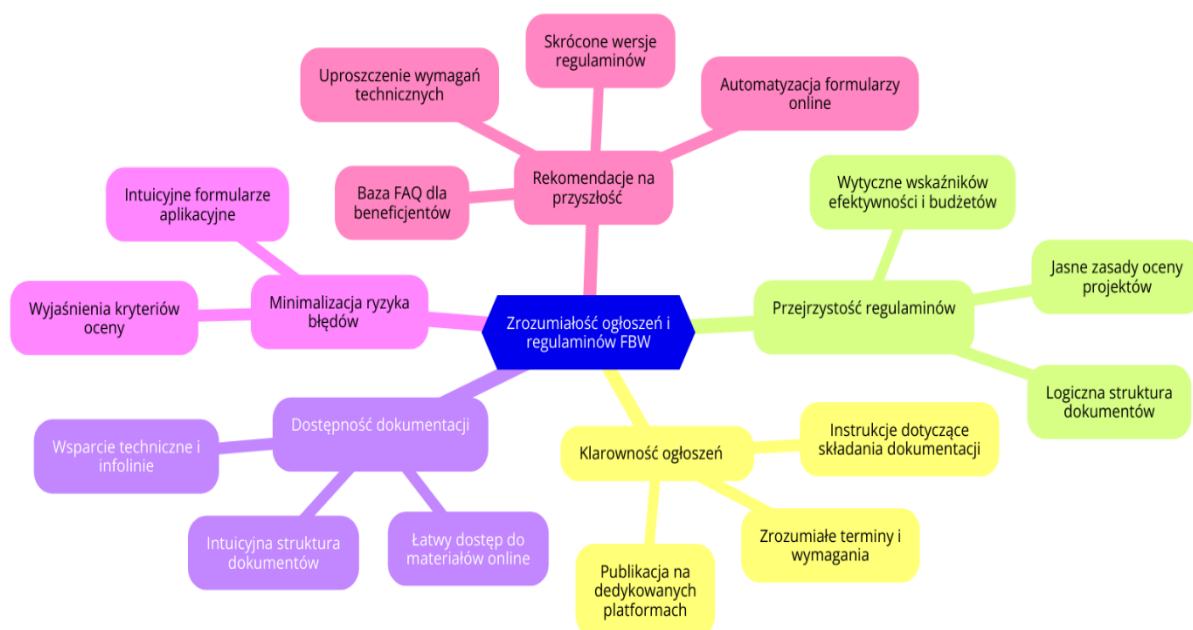 Skrócone wersje
regulaminów
Uproszczenie wymagań
technicznych
Automatyzacja formularzy
online
Baza FAQ dla
beneficjentów
Rekomendacje na
przyszłość
Intuicyjne formularze
aplikacyjne
Wyjaśnienia kryteriów
oceny
Minimalizacja ryzyka
błędów
Zrozumiałość ogłoszeń i
regulaminów FBW
Wytyczne wskaźników
efektywności i budżetów
Jasne zasady oceny
projektów
Przejrzystość regulaminów
Logiczna struktura
dokumentów
Dostępność dokumentacji
Wsparcie techniczne i
infolinie
Intuicyjna struktura
dokumentów
Łatwy dostęp do
materiałów online
Klarowność ogłoszeń
Instrukcje dotyczące
składania dokumentacji
Zrozumiałe terminy i
wymagania
Publikacja na
dedykowanych
platformach